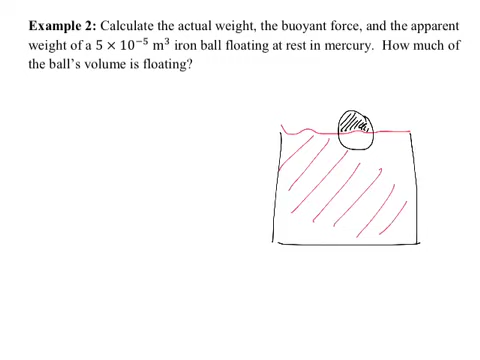 Example 2: Calculate the actual weight, the buoyant force, and the apparent
weight of a 5 × 10⁻⁵ m³ iron ball floating at rest in mercury. How much of
the ball's volume is floating?